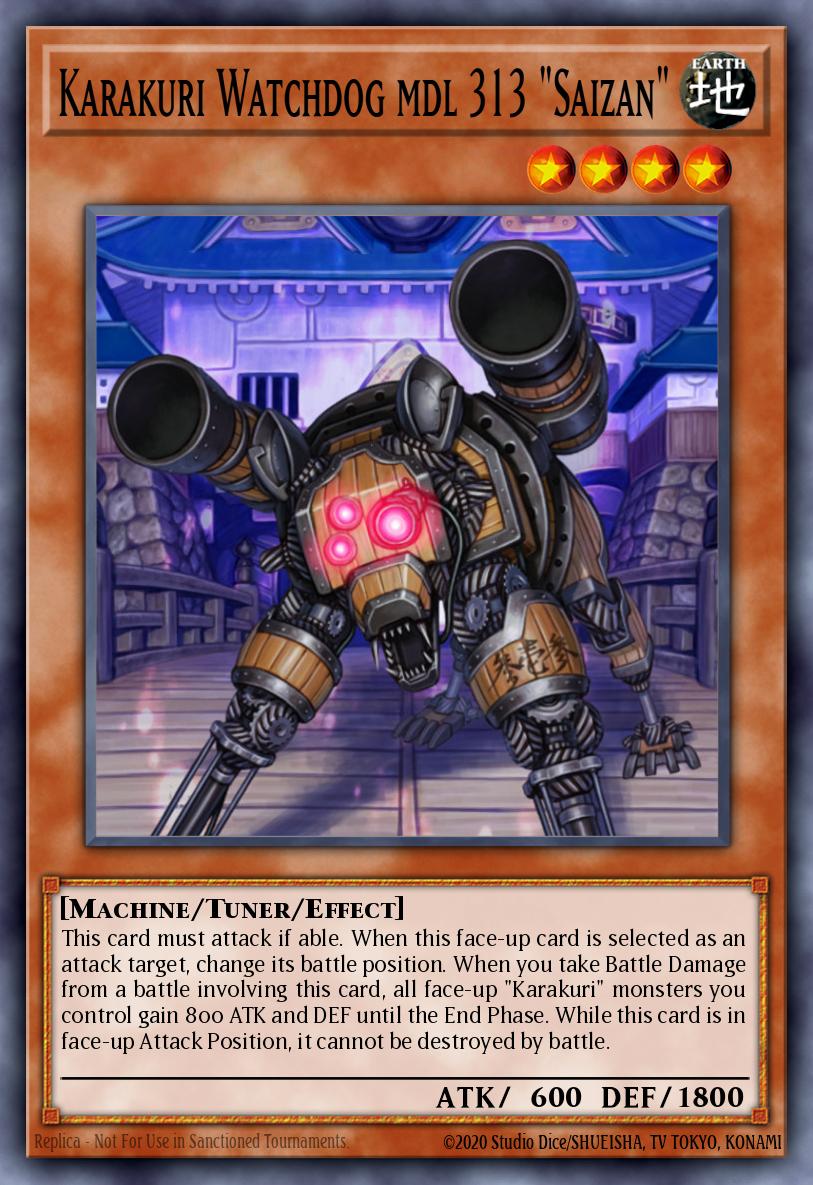 Karakuri Watchdog mdl 313 "Saizan"
EARTH
地
参壱参
[Machine/Tuner/Effect]
This card must attack if able. When this face-up card is selected as an
attack target, change its battle position. When you take Battle Damage
from a battle involving this card, all face-up "Karakuri" monsters you
control gain 800 ATK and DEF until the End Phase. While this card is in
face-up Attack Position, it cannot be destroyed by battle.
ATK/ 600 DEF/1800
Replica - Not For Use in Sanctioned Tournaments.
©2020 Studio Dice/SHUEISHA, TV TOKYO, KONAMI